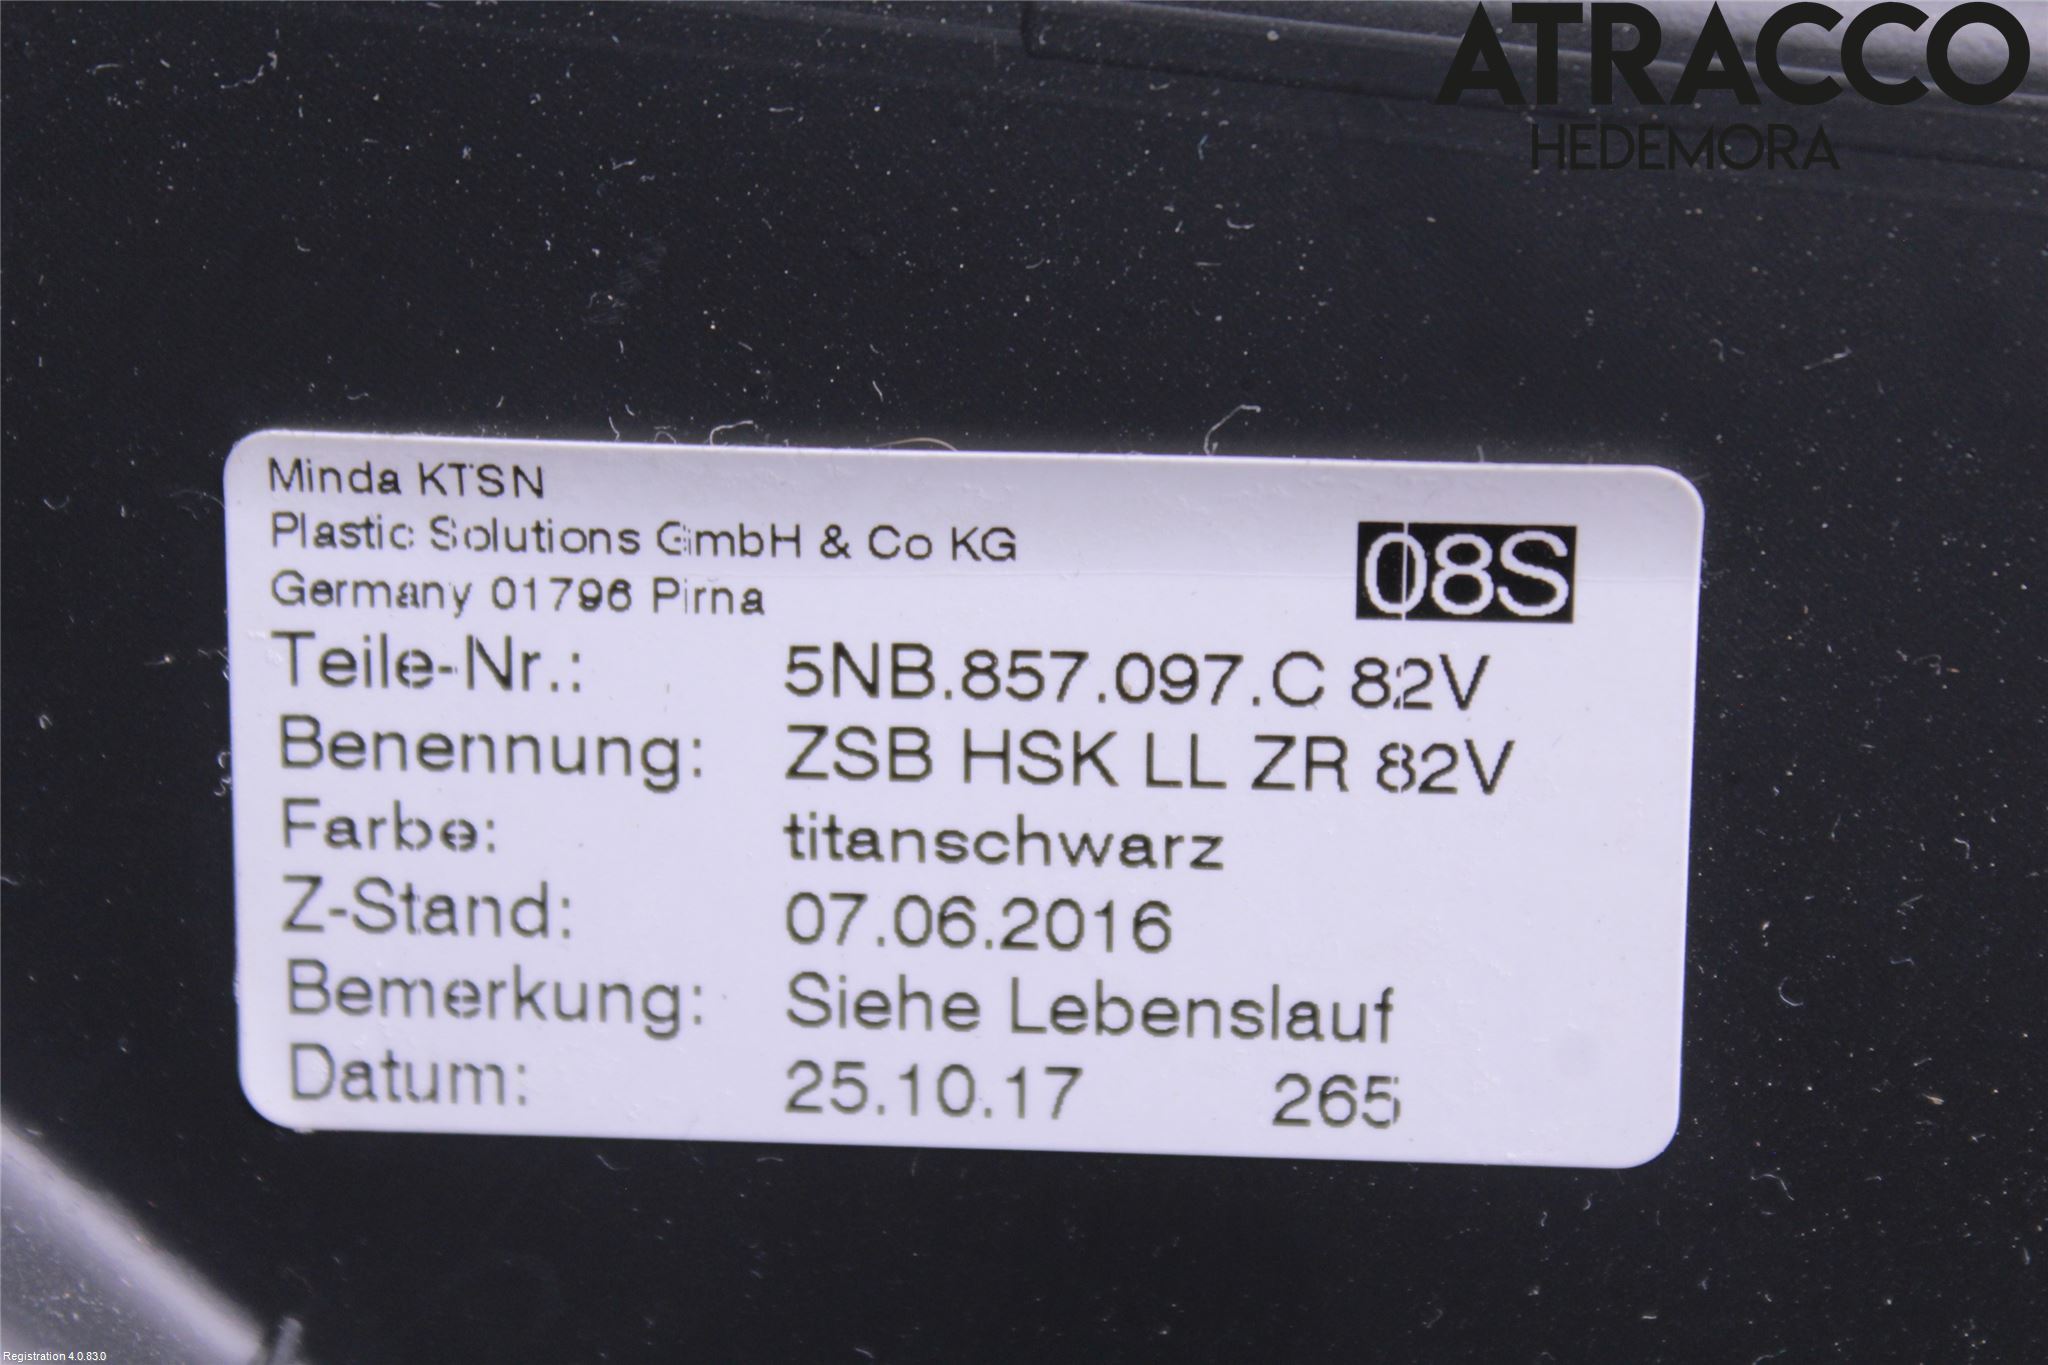 ATRACCO
HEDEMORA
Minda KTSN
Plastic Solutions GmbH & Co KG
Germany 01796 Pirna
08S
Teile-Nr.: 5NB.857.097.C 82V
Benennung: ZSB HSK LL ZR 82V
Farbe: titanschwarz
Z-Stand: 07.06.2016
Bemerkung: Siehe Lebenslauf
Datum: 25.10.17 265
Registration 4.0.83.0